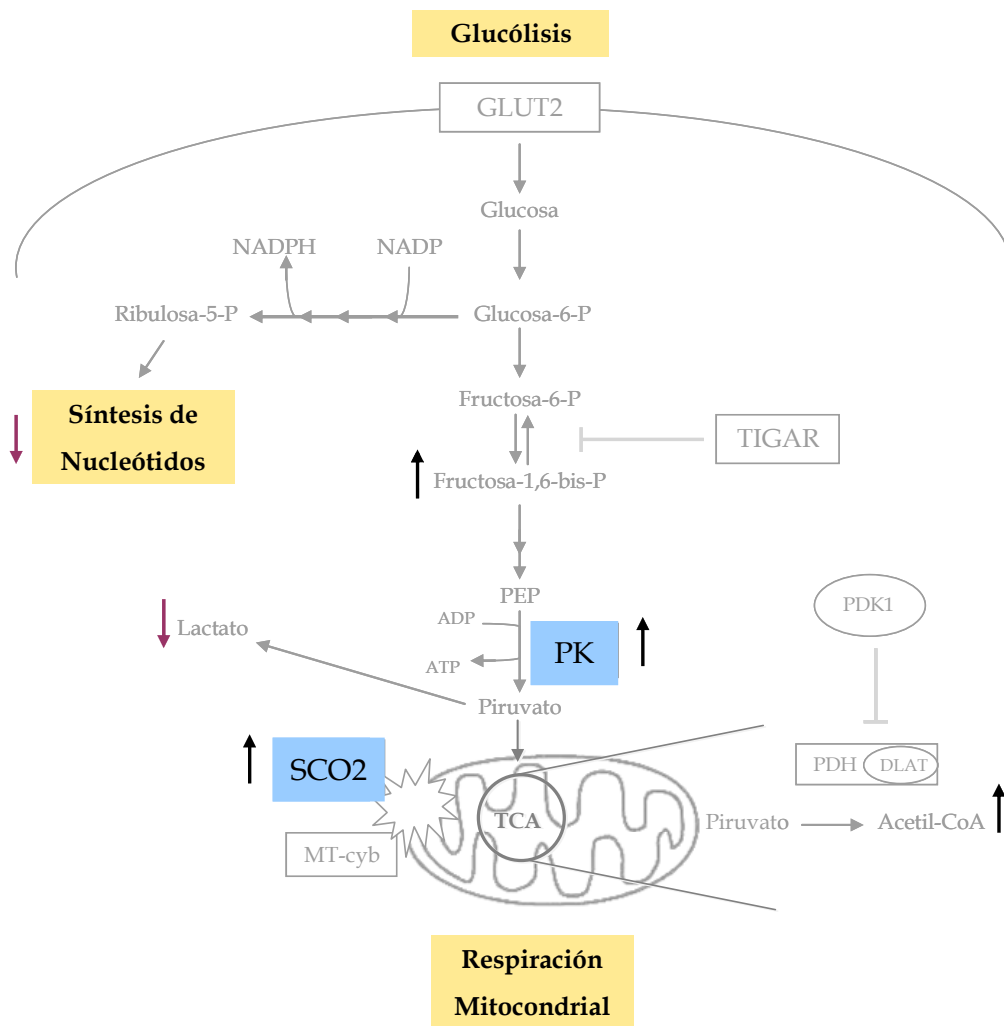 Glucólisis
GLUT2
Glucosa
NADPH
NADP
Ribulosa-5-P
Glucosa-6-P
Síntesis de
Nucleótidos
Fructosa-6-P
TIGAR
Fructosa-1,6-bis-P
PEP
PDK1
ADP
Lactato
PK
ATP
Piruvato
SCO2
PDH
DLAT
TCA
Piruvato
Acetil-CoA
MT-cyb
Respiración
Mitocondrial